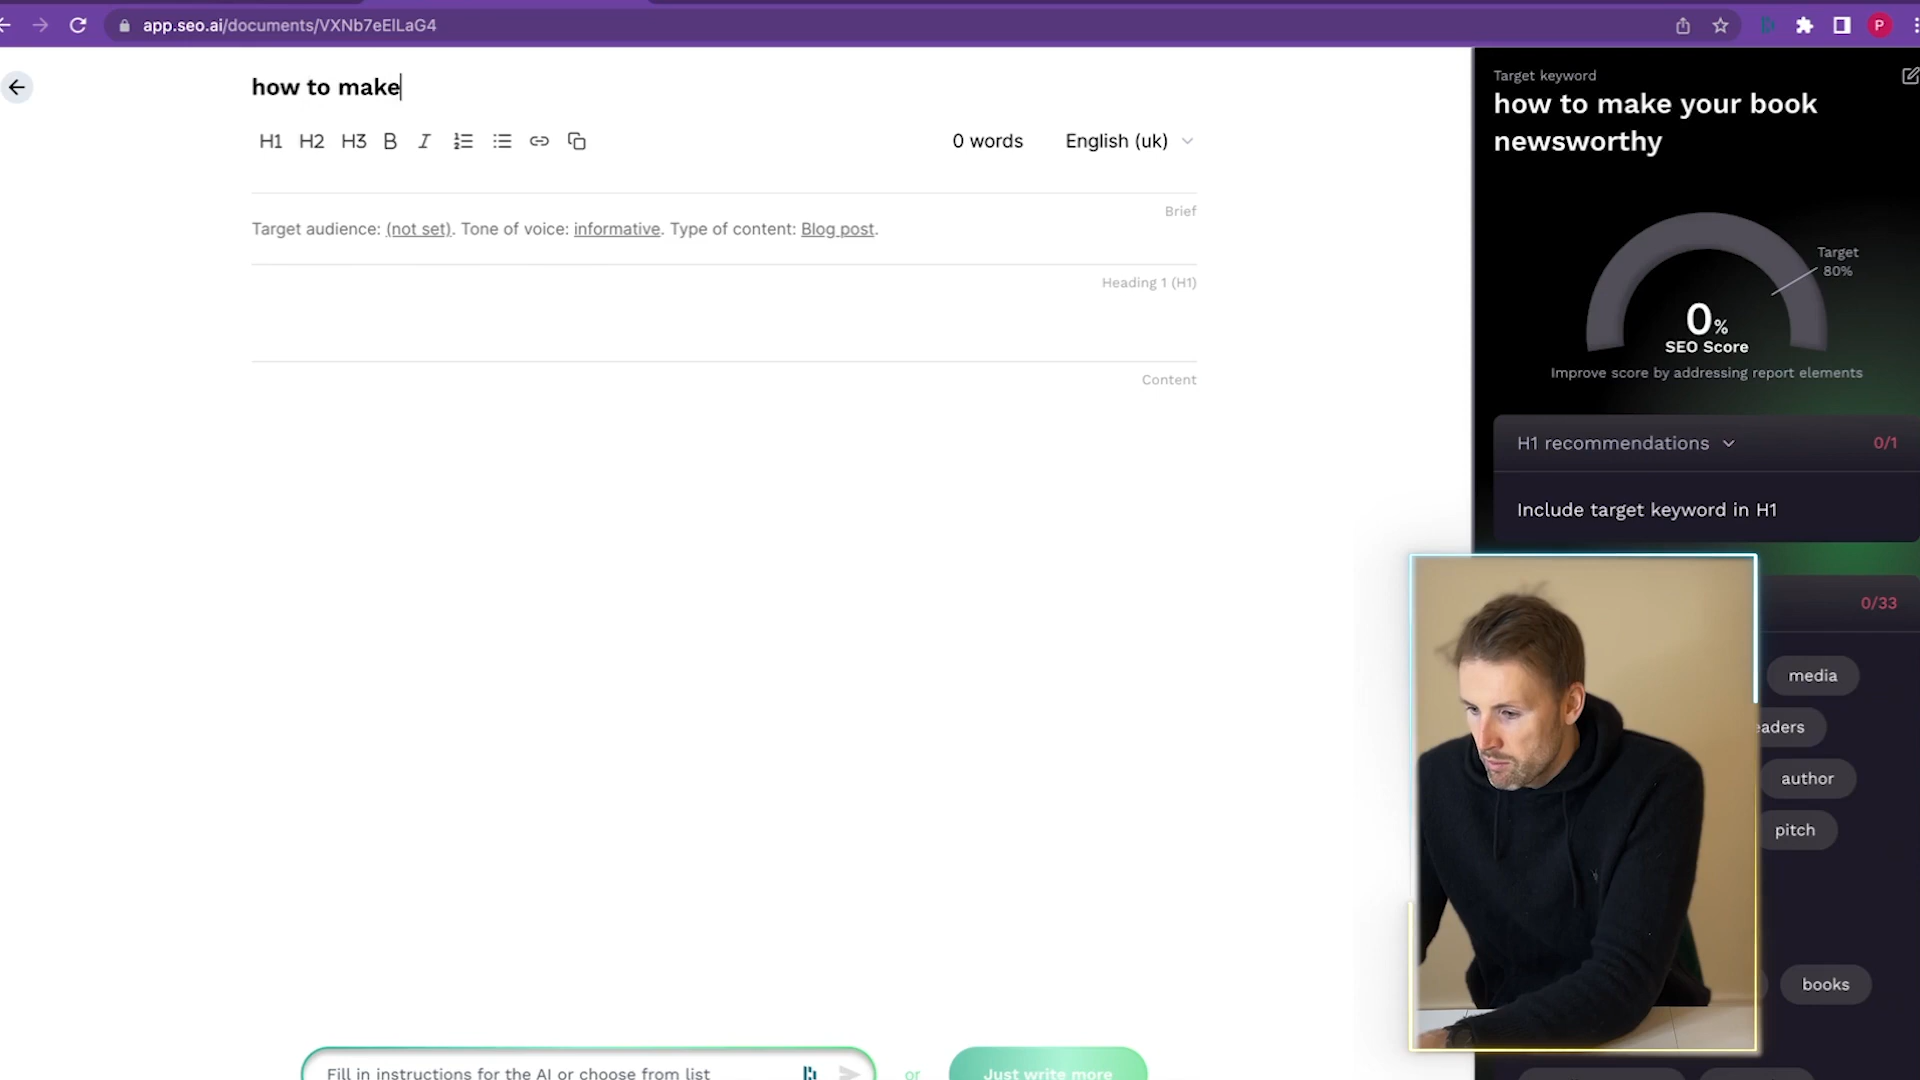 app.seo.ai/documents/VXNb7eElLaG4
P
how to make
H1 H2 H3 B I
0 words English (uk)
Brief
Target audience: (not set). Tone of voice: informative. Type of content: Blog post.
Heading 1 (H1)
Content
Fill in instructions for the AI or choose from list
or
Just write more
Target keyword
how to make your book
newsworthy
Target
80%
0%
SEO Score
Improve score by addressing report elements
H1 recommendations 0/1
Include target keyword in H1
0/33
media
eaders
author
pitch
books